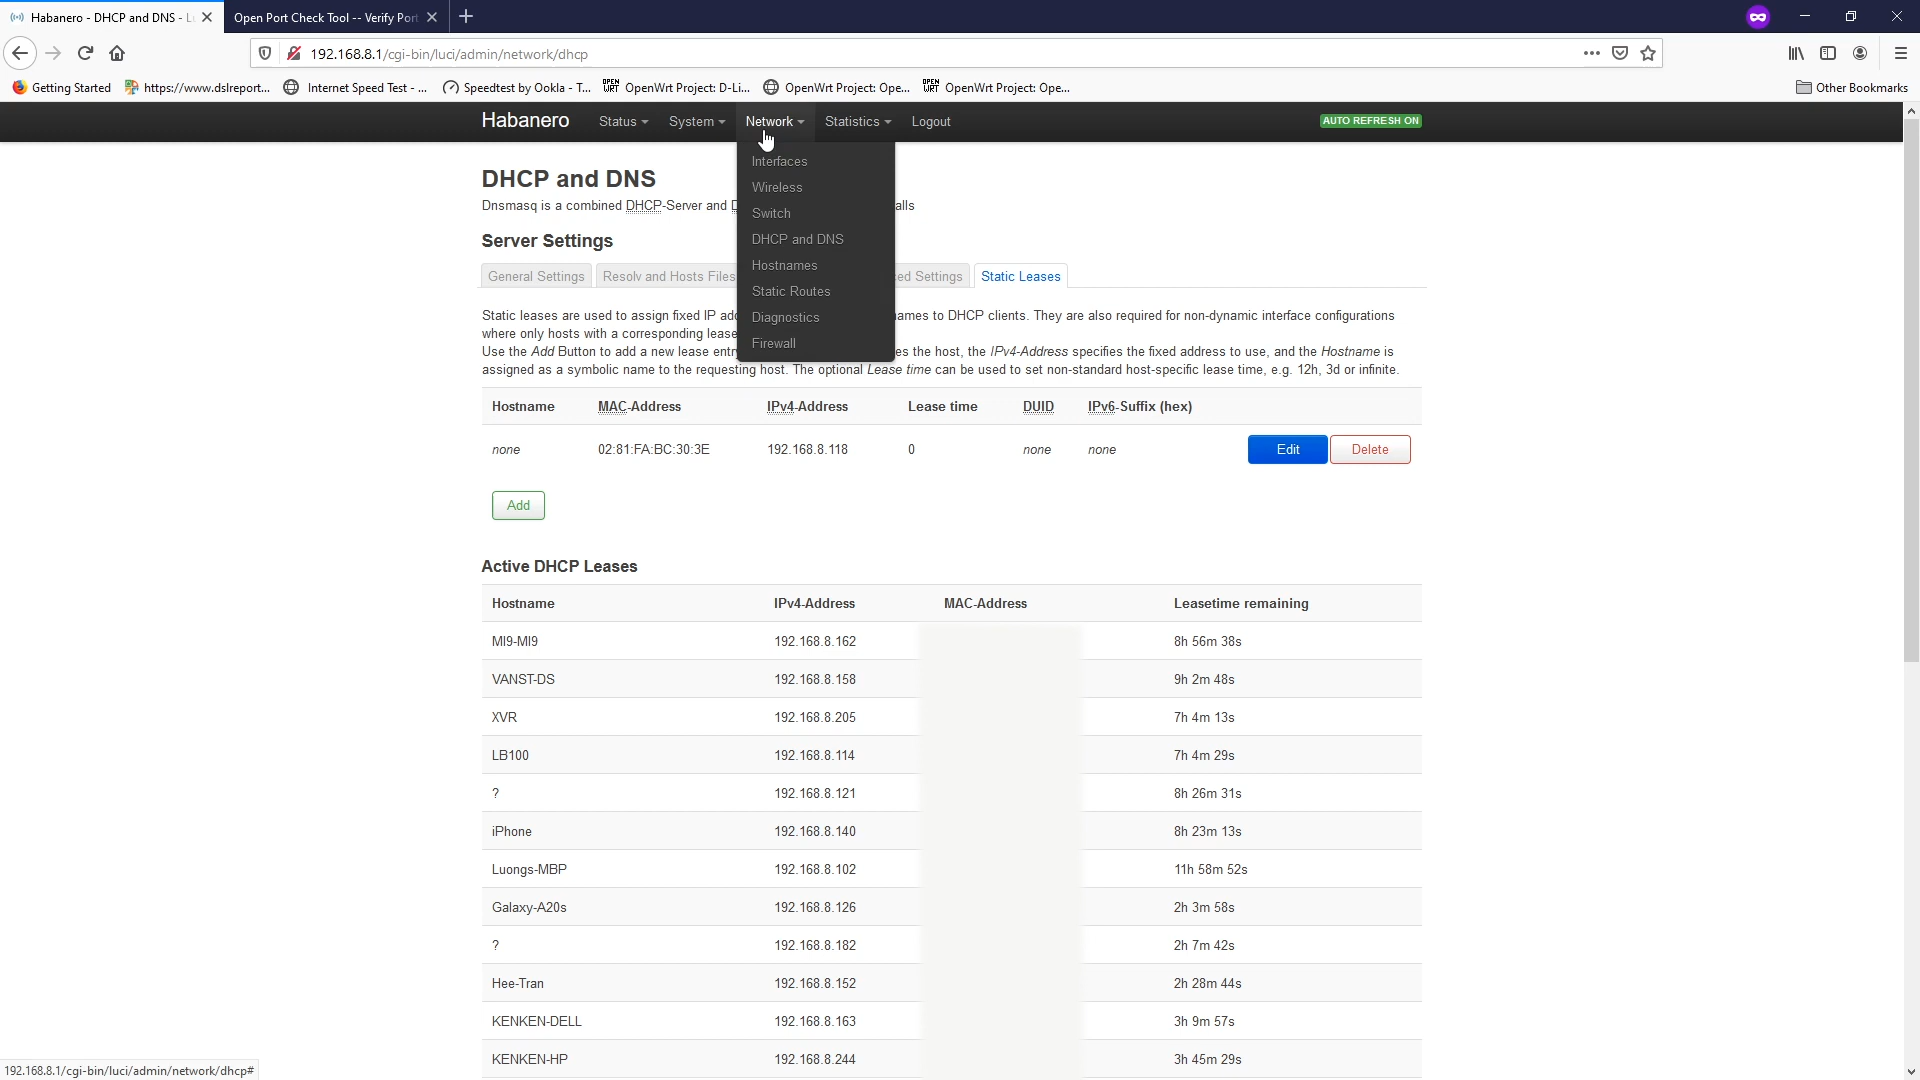 Habanero - DHCP and DNS - L
Open Port Check Tool -- Verify Port
192.168.8.1/cgi-bin/luci/admin/network/dhcp
Getting Started
https://www.dslreport...
Internet Speed Test - ...
Speedtest by Ookla - T...
OPEN WRT OpenWrt Project: D-Li...
OpenWrt Project: Ope...
OPEN WRT OpenWrt Project: Ope...
Other Bookmarks
Habanero
Status
System
Network
Statistics
Logout
AUTO REFRESH ON
Interfaces
Wireless
Switch
DHCP and DNS
Hostnames
Static Routes
Diagnostics
Firewall
DHCP and DNS
Dnsmasq is a combined DHCP-Server and D alls
Server Settings
General Settings
Resolv and Hosts Files
ed Settings
Static Leases
Static leases are used to assign fixed IP add ames to DHCP clients. They are also required for non-dynamic interface configurations
where only hosts with a corresponding lease
Use the Add Button to add a new lease entry es the host, the IPv4-Address specifies the fixed address to use, and the Hostname is
assigned as a symbolic name to the requesting host. The optional Lease time can be used to set non-standard host-specific lease time, e.g. 12h, 3d or infinite.
Hostname MAC-Address IPv4-Address Lease time DUID IPv6-Suffix (hex)
none 02:81:FA:BC:30:3E 192.168.8.118 0 none none Edit Delete
Add
Active DHCP Leases
Hostname IPv4-Address MAC-Address Leasetime remaining
MI9-MI9 192.168.8.162 8h 56m 38s
VANST-DS 192.168.8.158 9h 2m 48s
XVR 192.168.8.205 7h 4m 13s
LB100 192.168.8.114 7h 4m 29s
? 192.168.8.121 8h 26m 31s
iPhone 192.168.8.140 8h 23m 13s
Luongs-MBP 192.168.8.102 11h 58m 52s
Galaxy-A20s 192.168.8.126 2h 3m 58s
? 192.168.8.182 2h 7m 42s
Hee-Tran 192.168.8.152 2h 28m 44s
KENKEN-DELL 192.168.8.163 3h 9m 57s
KENKEN-HP 192.168.8.244 3h 45m 29s
192.168.8.1/cgi-bin/luci/admin/network/dhcp#